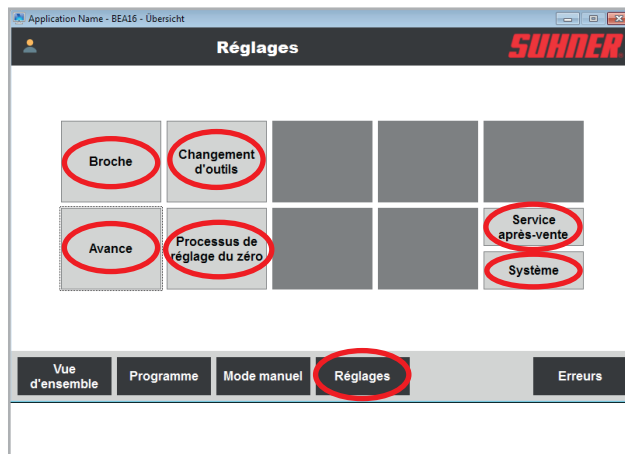 Application Name - BEA16 - Übersicht
Réglages
SUHNER
Broche
Changement
d'outils
Avance
Processus de
réglage du zéro
Service
après-vente
Système
Vue
d'ensemble
Programme
Mode manuel
Réglages
Erreurs